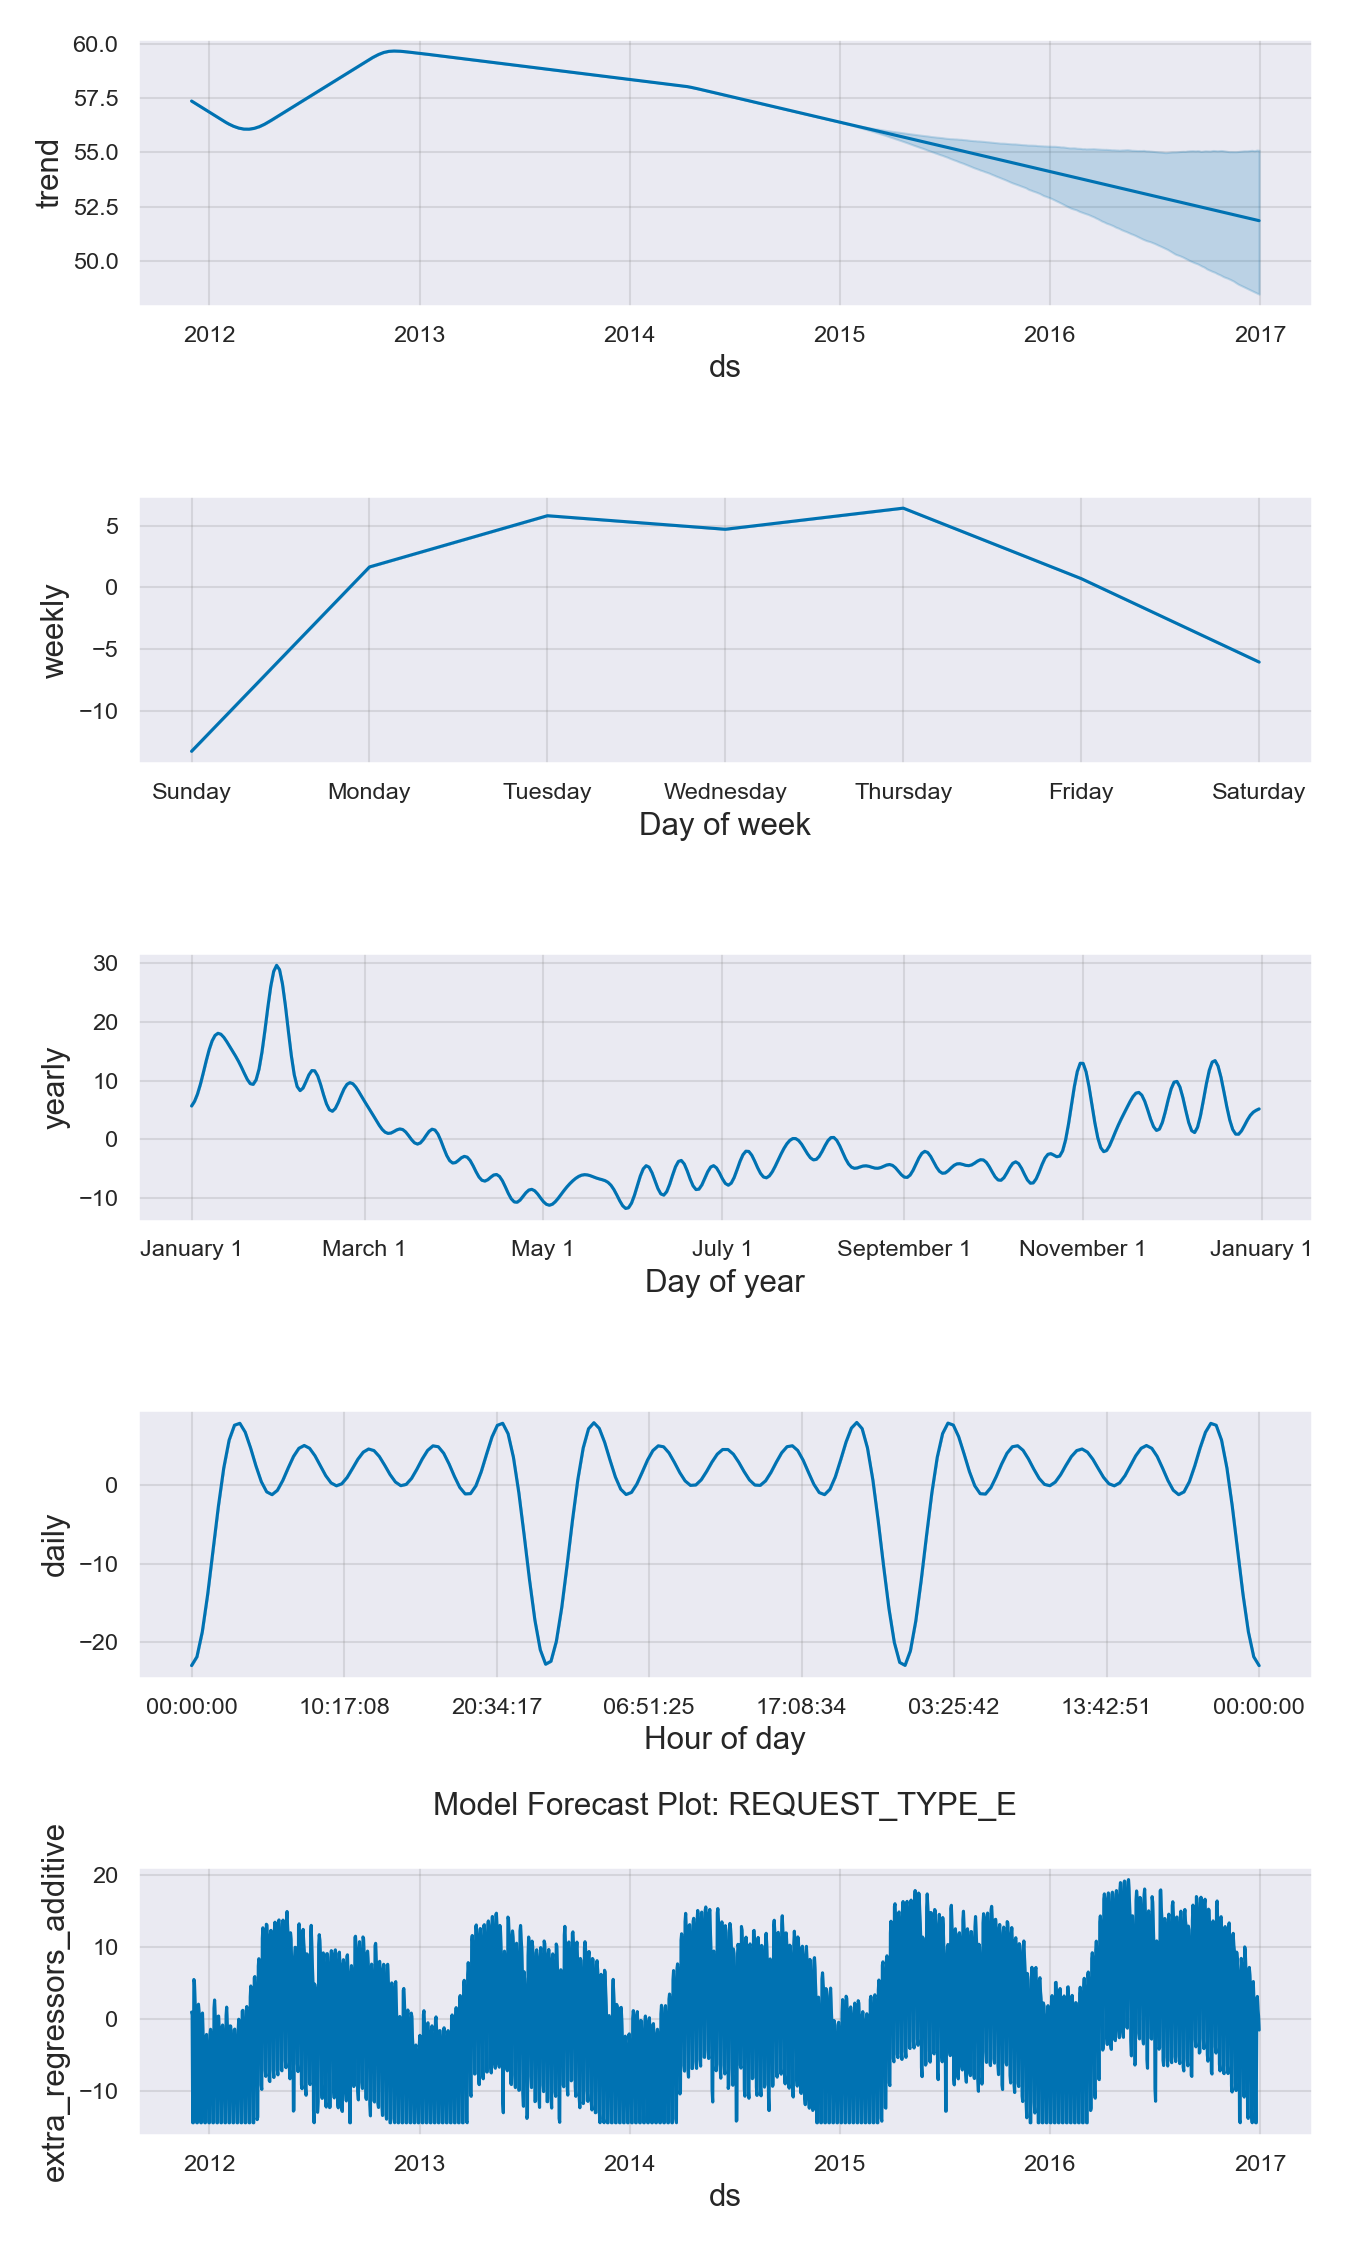 60.0
57.5
55.0
52.5
50.0
trend
2012 2013 2014 2015 2016 2017
ds
5
0
−5
−10
weekly
Sunday Monday Tuesday Wednesday Thursday Friday Saturday
Day of week
30
20
10
0
−10
yearly
January 1 March 1 May 1 July 1 September 1 November 1 January 1
Day of year
0
−10
−20
daily
00:00:00 10:17:08 20:34:17 06:51:25 17:08:34 03:25:42 13:42:51 00:00:00
Hour of day
Model Forecast Plot: REQUEST_TYPE_E
20
10
0
−10
extra_regressors_additive
2012 2013 2014 2015 2016 2017
ds